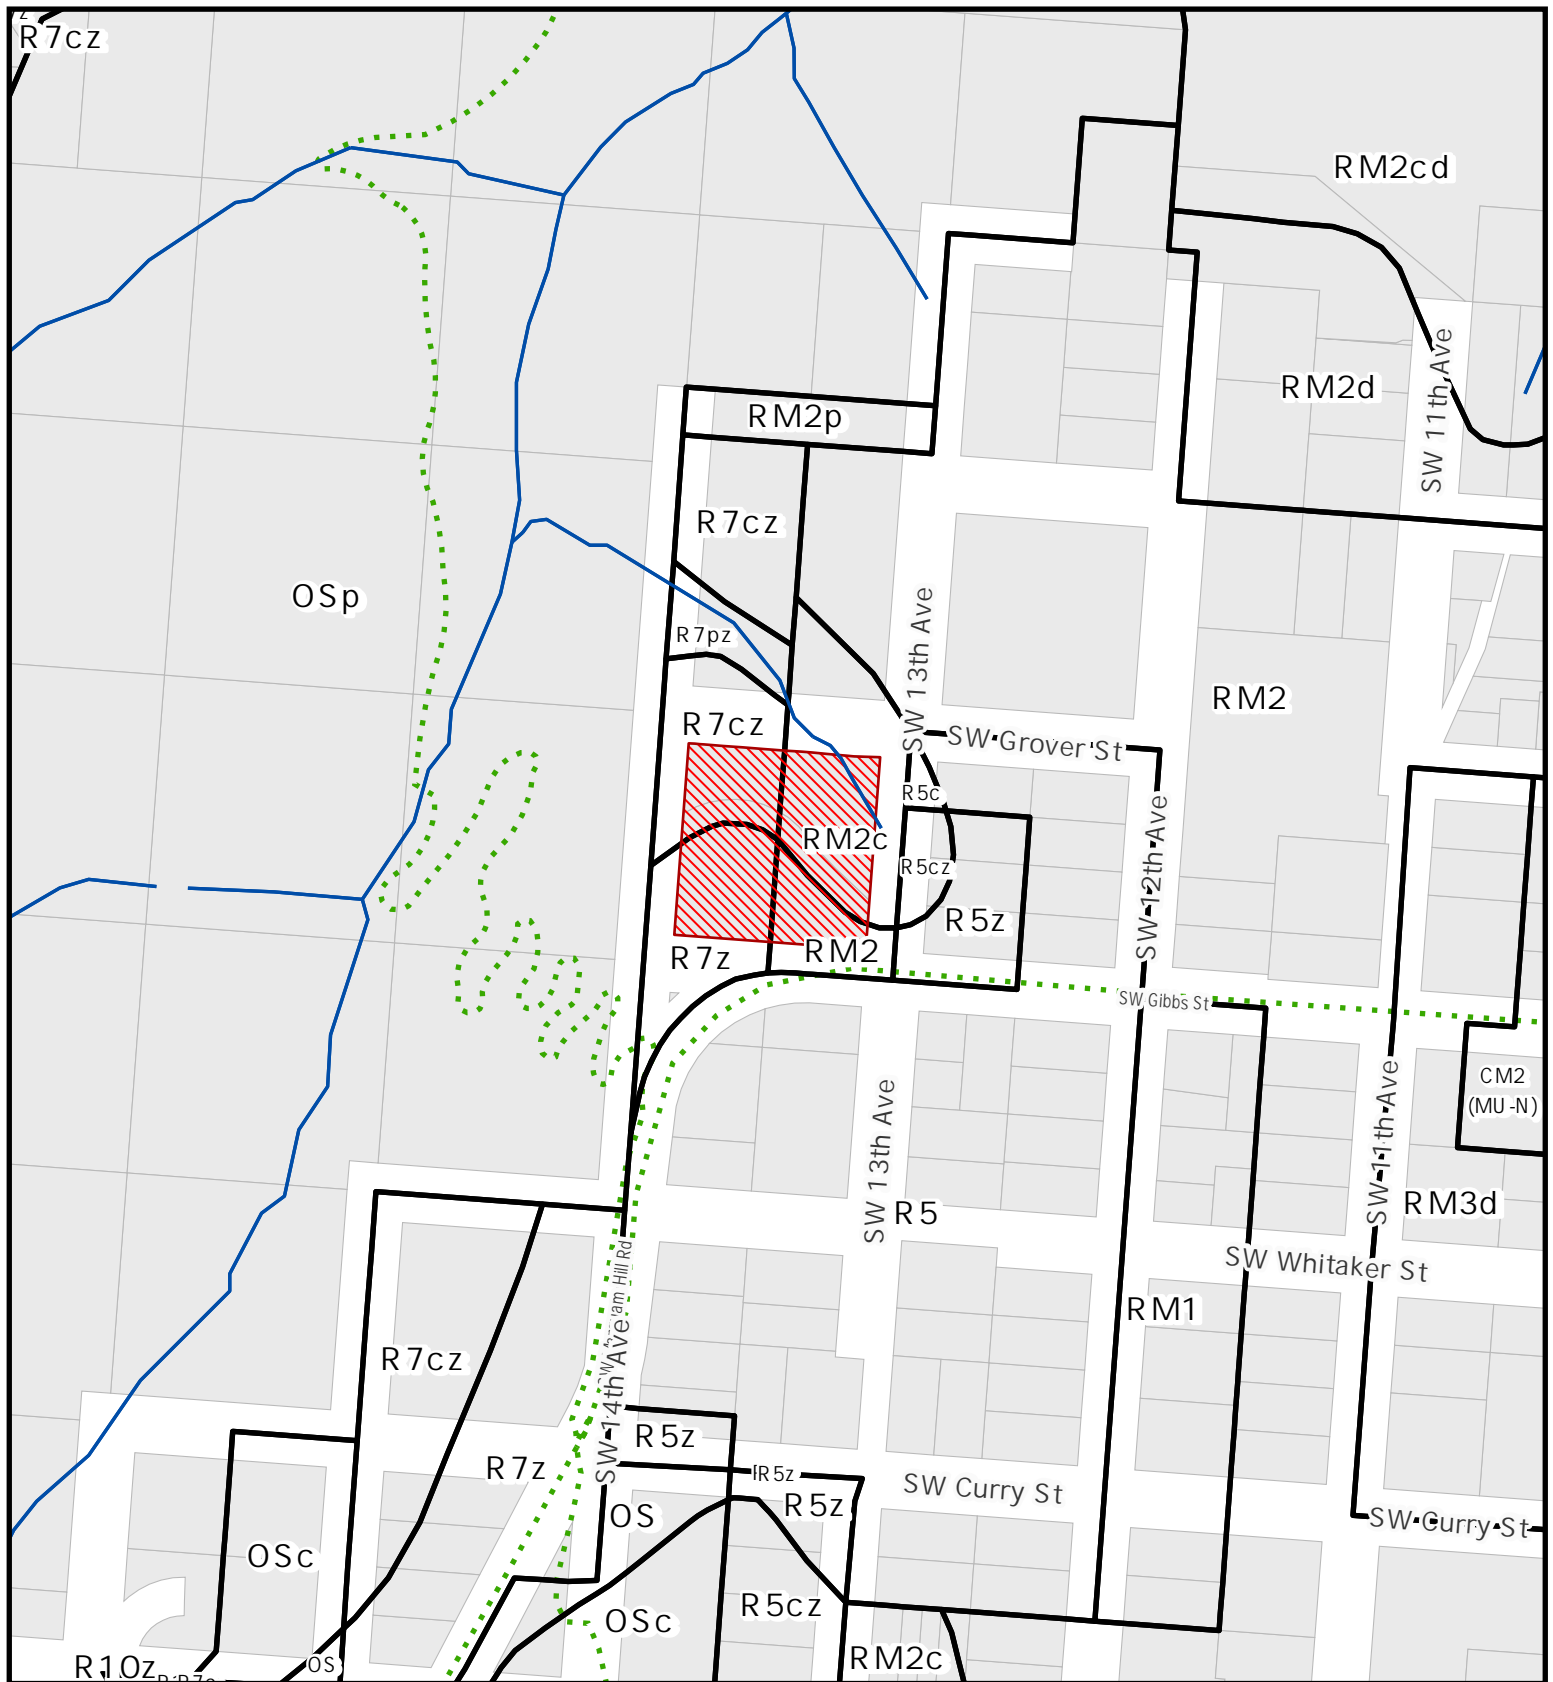 R7cz
RM2cd
RM2d
SW 11th Ave
RM2p
R7cz
OSp
SW 13th Ave
R7pz
RM2
R7cz
SW Grover St
R5c
RM2c
SW 12th Ave
R5cz
R5z
RM2
R7z
SW Gibbs St
CM2
(MU-N)
SW 11th Ave
SW 13th Ave
RM3d
R5
SW Whitaker St
RM1
R7cz
SW 14th Ave
R5z
R7z
R5z
SW Curry St
R5z
OS
SW Curry St
OSc
R5cz
OSc
RM2c
OS
R10z